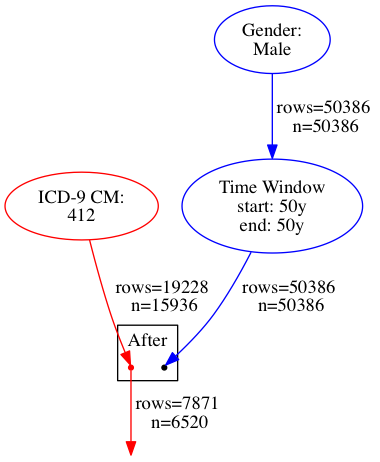 Gender:
Male
rows=50386
n=50386
ICD-9 CM:
412
Time Window
start: 50y
end: 50y
rows=19228
n=15936
rows=50386
n=50386
After
rows=7871
n=6520